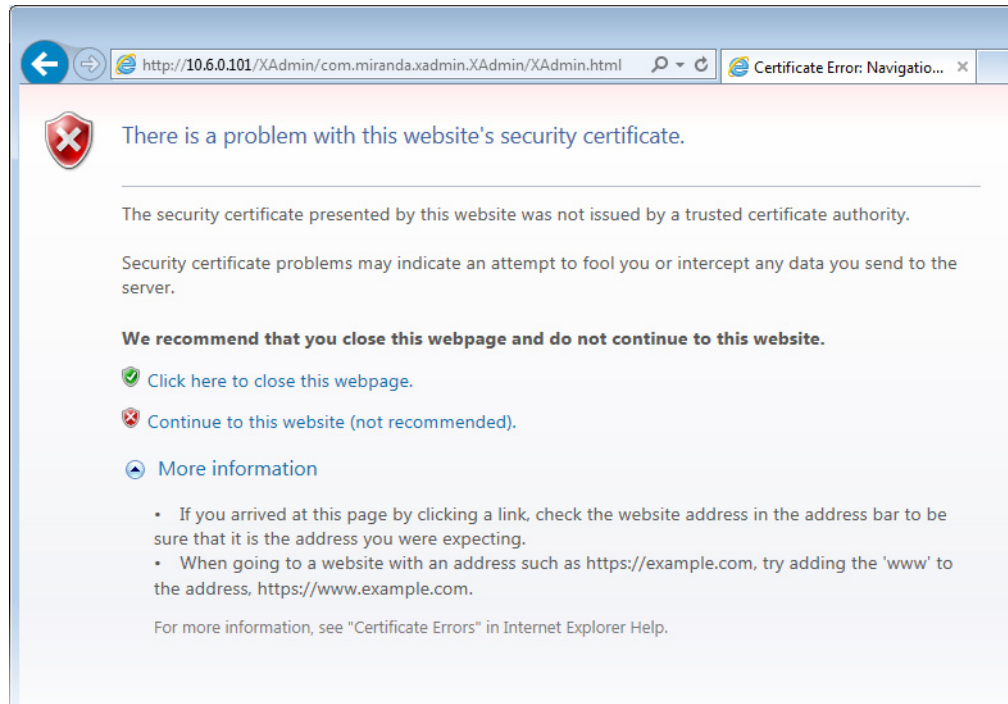 http://10.6.0.101/XAdmin/com.miranda.xadmin.XAdmin/XAdmin.html
Certificate Error: Navigatio...
There is a problem with this website's security certificate.
The security certificate presented by this website was not issued by a trusted certificate authority.
Security certificate problems may indicate an attempt to fool you or intercept any data you send to the
server.
We recommend that you close this webpage and do not continue to this website.
Click here to close this webpage.
Continue to this website (not recommended).
More information
• If you arrived at this page by clicking a link, check the website address in the address bar to be
sure that it is the address you were expecting.
• When going to a website with an address such as https://example.com, try adding the 'www' to
the address, https://www.example.com.
For more information, see "Certificate Errors" in Internet Explorer Help.